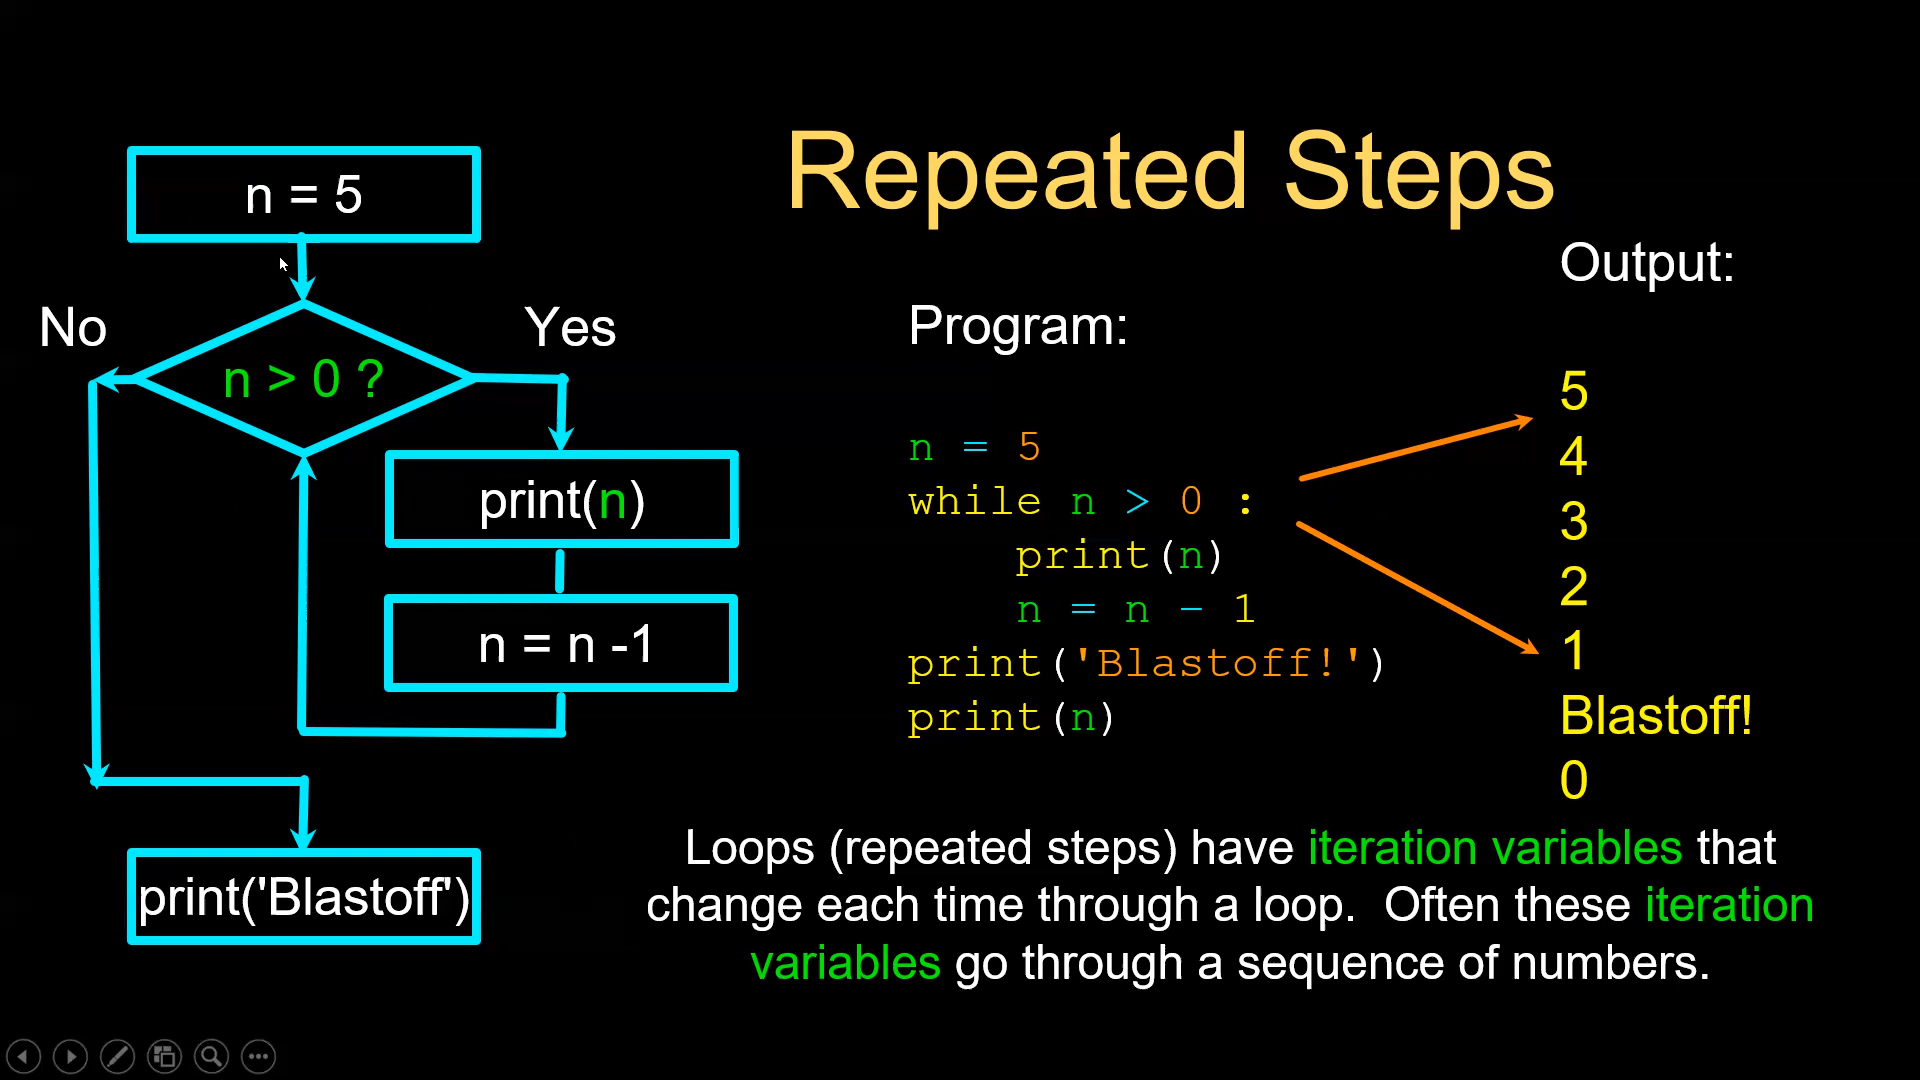 Repeated Steps
n = 5
No
Yes
n > 0 ?
print(n)
n = n -1
print('Blastoff')
Program:
n = 5
while n > 0 :
    print(n)
    n = n - 1
print('Blastoff!')
print(n)
Output:
5
4
3
2
1
Blastoff!
0
Loops (repeated steps) have iteration variables that
change each time through a loop.  Often these iteration
variables go through a sequence of numbers.